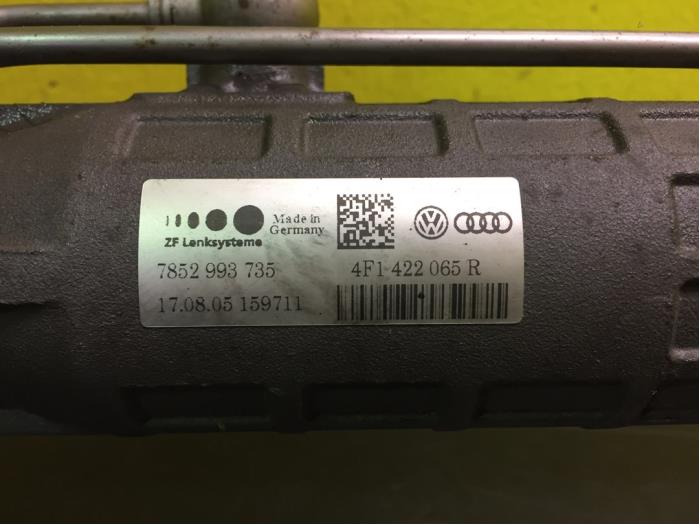 Made in
Germany
ZF Lenksysteme
7852 993 735
4F1 422 065 R
17.08.05 159711